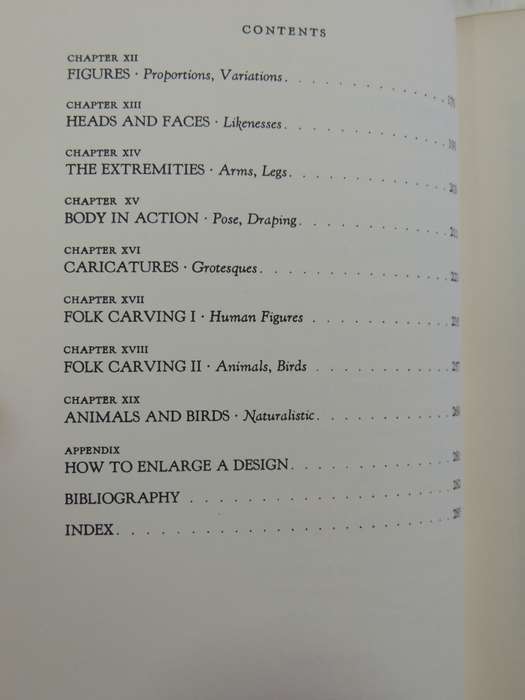 CONTENTS
CHAPTER XII
FIGURES · Proportions, Variations . . . . . . . . . .
CHAPTER XIII
HEADS AND FACES · Likenesses . . . . . . . . . .
CHAPTER XIV
THE EXTREMITIES · Arms, Legs . . . . . . . . . .
CHAPTER XV
BODY IN ACTION · Pose, Draping . . . . . . . . . .
CHAPTER XVI
CARICATURES · Grotesques . . . . . . . . . . . .
CHAPTER XVII
FOLK CARVING I · Human Figures . . . . . . . . .
CHAPTER XVIII
FOLK CARVING II · Animals, Birds . . . . . . . . .
CHAPTER XIX
ANIMALS AND BIRDS · Naturalistic . . . . . . . . .
APPENDIX
HOW TO ENLARGE A DESIGN . . . . . . . . . . .
BIBLIOGRAPHY . . . . . . . . . . . . . . . . .
INDEX . . . . . . . . . . . . . . . . . . . . .